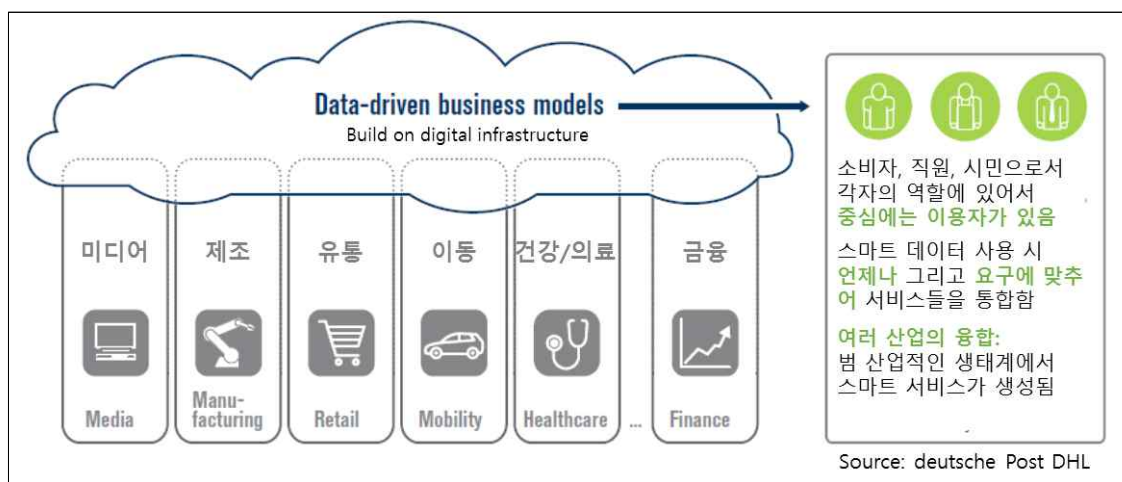 Data-driven business models
Build on digital infrastructure
미디어
제조
유통
이동
건강/의료
금융
Media
Manu-
facturing
Retail
Mobility
Healthcare
...
Finance
소비자, 직원, 시민으로서
각자의 역할에 있어서
중심에는 이용자가 있음
스마트 데이터 사용 시
언제나 그리고 요구에 맞추
어 서비스들을 통합함
여러 산업의 융합:
범 산업적인 생태계에서
스마트 서비스가 생성됨
Source: deutsche Post DHL